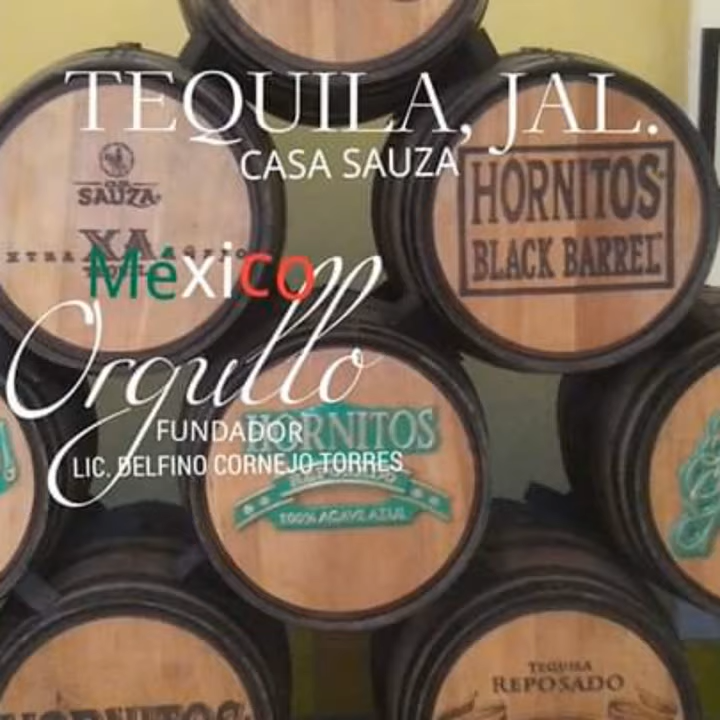 TEQUILA, JAL.
CASA SAUZA
SAUZA
XA
HORNITOS
BLACK BARREL
México
Orgullo
FUNDADOR
LIC. DELFINO CORNEJO TORRES
HORNITOS
REPOSADO
100% AGAVE AZUL
HORNITOS
TEQUILA
REPOSADO